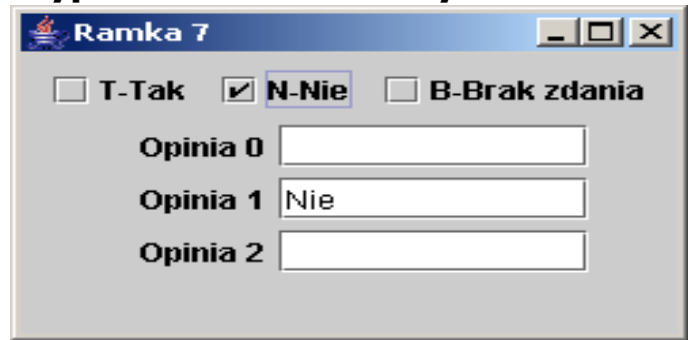 Ramka 7
T-Tak N-Nie B-Brak zdania
Opinia 0
Opinia 1 Nie
Opinia 2